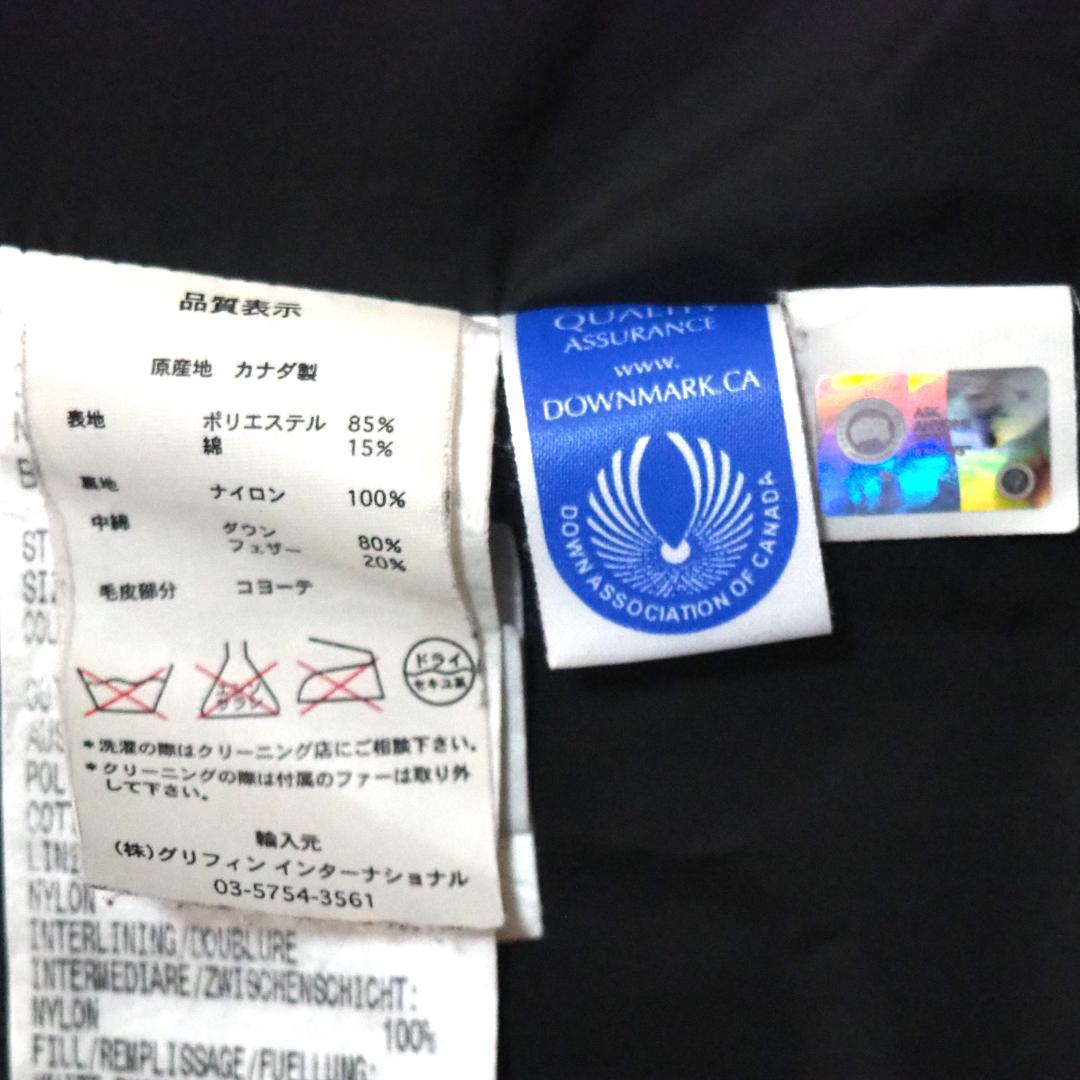 品質表示
原産地 カナダ製
表地 ポリエステル 85%
綿 15%
裏地 ナイロン 100%
中綿 ダウン 80%
フェザー 20%
毛皮部分 コヨーテ
ドライ
セキユ系
*洗濯の際はクリーニング店にご相談下さい。
*クリーニングの際は付属のファーは取り外
して下さい。
輸入元
(株)グリフィン インターナショナル
03-5754-3561
ST
COTT
NYLON
INTERLINING/DOUBLURE
INTERMEDIARE/ZWISCHENSCHICHT:
NYLON
100%
FILL/REMPLISSAGE/FUELLUNG:
QUALITY
ASSURANCE
www.
DOWNMARK.CA
DOWN ASSOCIATION OF CANADA